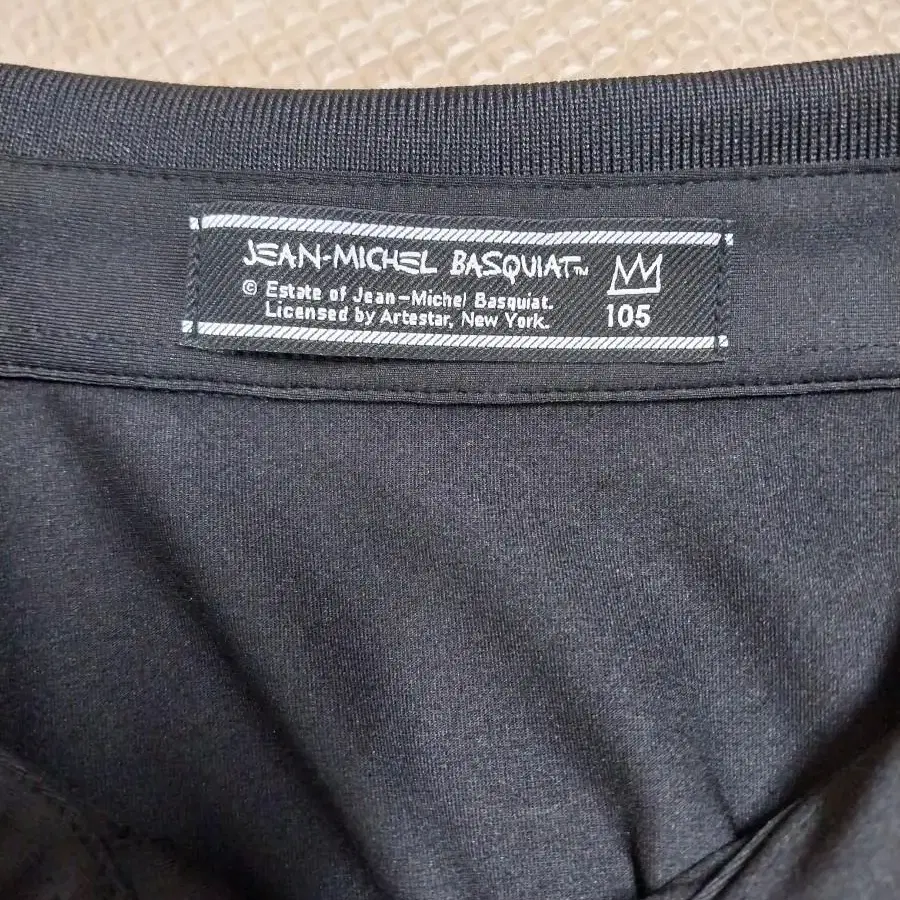 JEAN-MICHEL BASQUIAT™
© Estate of Jean-Michel Basquiat.
Licensed by Artestar, New York.
105